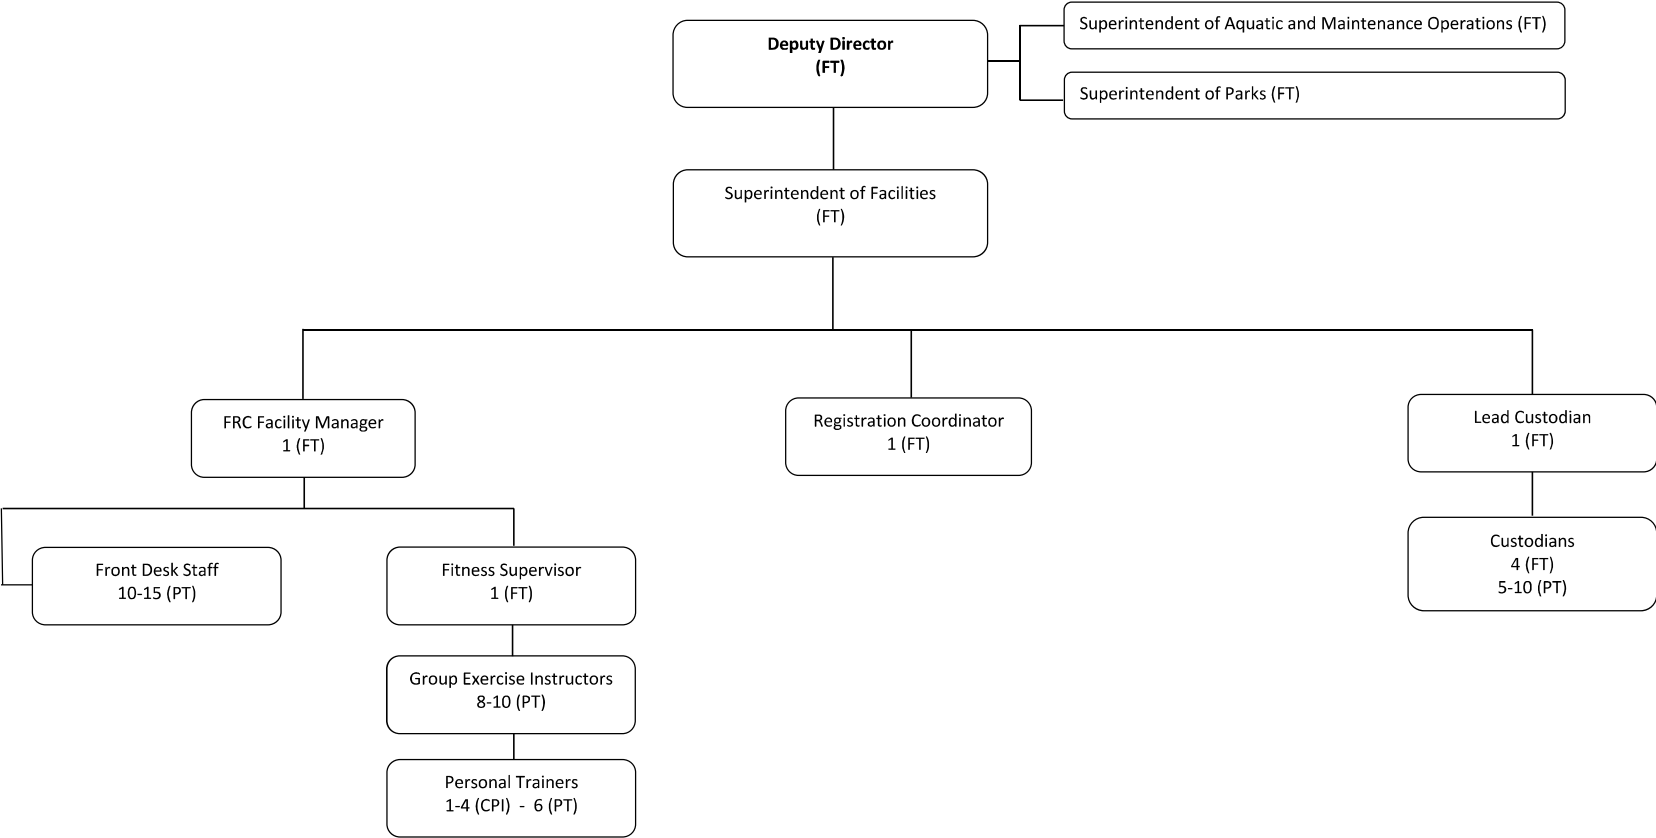 Deputy Director
(FT)
Superintendent of Aquatic and Maintenance Operations (FT)
Superintendent of Parks (FT)
Superintendent of Facilities
(FT)
FRC Facility Manager
1 (FT)
Registration Coordinator
1 (FT)
Lead Custodian
1 (FT)
Front Desk Staff
10-15 (PT)
Fitness Supervisor
1 (FT)
Custodians
4 (FT)
5-10 (PT)
Group Exercise Instructors
8-10 (PT)
Personal Trainers
1-4 (CPI)  -  6 (PT)